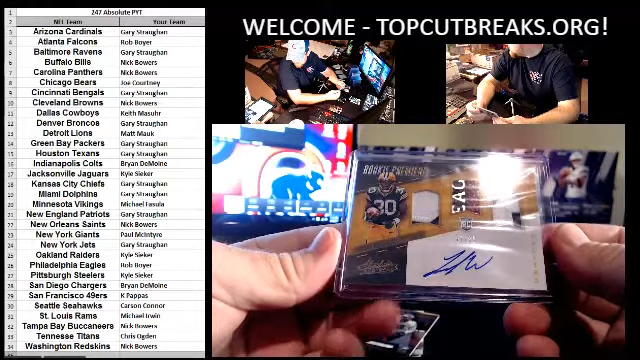 247 Absolute PYT
NFL Team Your Team
Arizona Cardinals Gary Straughan
Atlanta Falcons Rob Boyer
Baltimore Ravens Gary Straughan
Buffalo Bills Nick Bowers
Carolina Panthers Nick Bowers
Chicago Bears Joe Courtney
Cincinnati Bengals Gary Straughan
Cleveland Browns Nick Bowers
Dallas Cowboys Keith Masuhr
Denver Broncos Gary Straughan
Detroit Lions Matt Mauk
Green Bay Packers Gary Straughan
Houston Texans Gary Straughan
Indianapolis Colts Bryan DeMoine
Jacksonville Jaguars Kyle Sieker
Kansas City Chiefs Gary Straughan
Miami Dolphins Gary Straughan
Minnesota Vikings Michael Fasula
New England Patriots Gary Straughan
New Orleans Saints Nick Bowers
New York Giants Paul McIntyre
New York Jets Gary Straughan
Oakland Raiders Kyle Sieker
Philadelphia Eagles Rob Boyer
Pittsburgh Steelers Kyle Sieker
San Diego Chargers Bryan DeMoine
San Francisco 49ers K Pappas
Seattle Seahawks Carson Connor
St. Louis Rams Michael Irwin
Tampa Bay Buccaneers Nick Bowers
Tennesse Titans Chris Ogden
Washington Redskins Nick Bowers
WELCOME - TOPCUTBREAKS.ORG!
ROOKIE PREMIERE
30